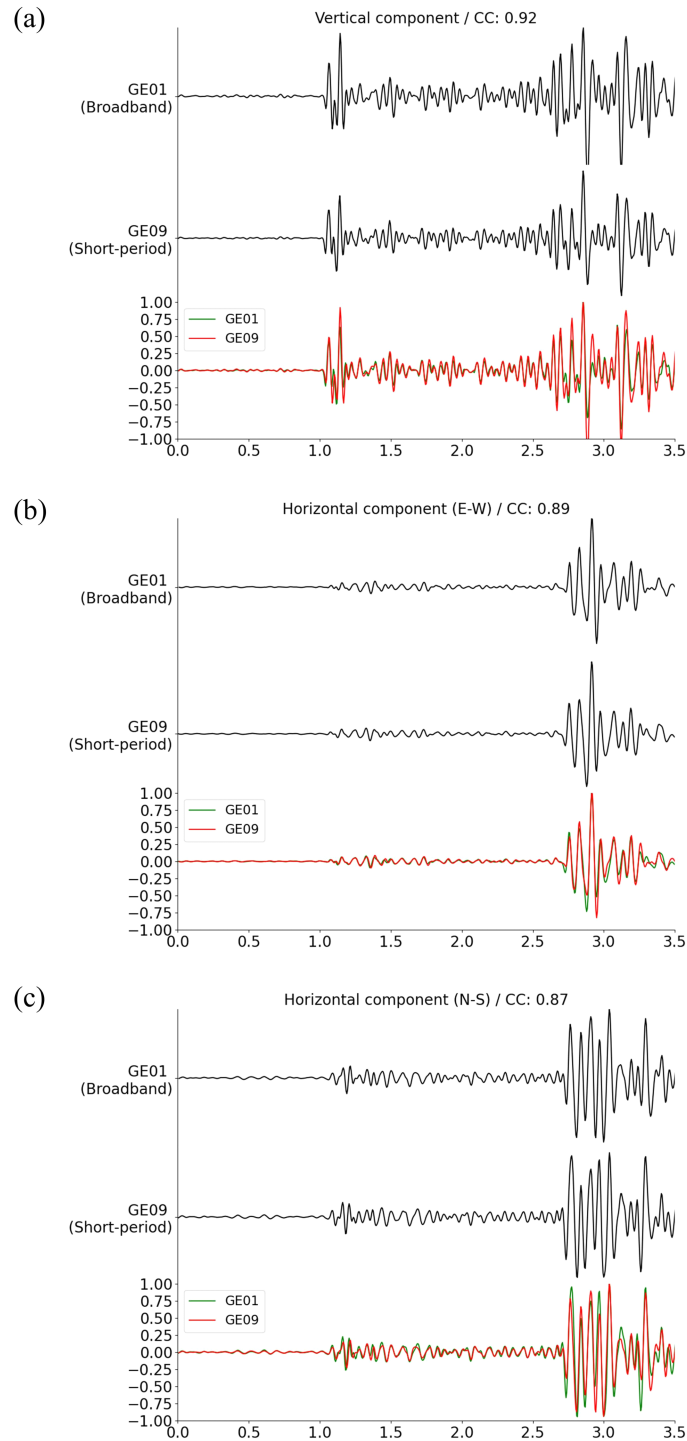 (a)
Vertical component / CC: 0.92
GE01
(Broadband)
GE09
(Short-period)
1.00
0.75
0.50
0.25
0.00
−0.25
−0.50
−0.75
−1.00
GE01
GE09
0.0 0.5 1.0 1.5 2.0 2.5 3.0 3.5
(b)
Horizontal component (E-W) / CC: 0.89
GE01
(Broadband)
GE09
(Short-period)
1.00
0.75
0.50
0.25
0.00
−0.25
−0.50
−0.75
−1.00
GE01
GE09
0.0 0.5 1.0 1.5 2.0 2.5 3.0 3.5
(c)
Horizontal component (N-S) / CC: 0.87
GE01
(Broadband)
GE09
(Short-period)
1.00
0.75
0.50
0.25
0.00
−0.25
−0.50
−0.75
−1.00
GE01
GE09
0.0 0.5 1.0 1.5 2.0 2.5 3.0 3.5